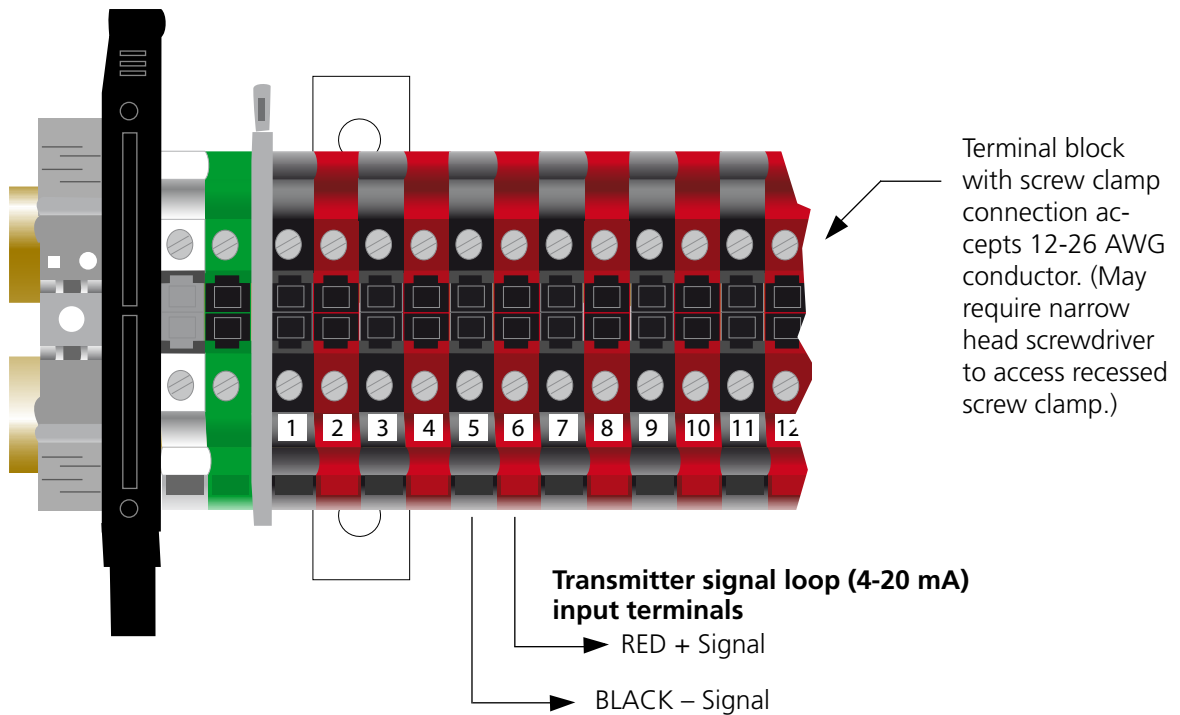 Terminal block
with screw clamp
connection ac-
cepts 12-26 AWG
conductor. (May
require narrow
head screwdriver
to access recessed
screw clamp.)
1 2 3 4 5 6 7 8 9 10 11 12
Transmitter signal loop (4-20 mA)
input terminals
RED + Signal
BLACK – Signal